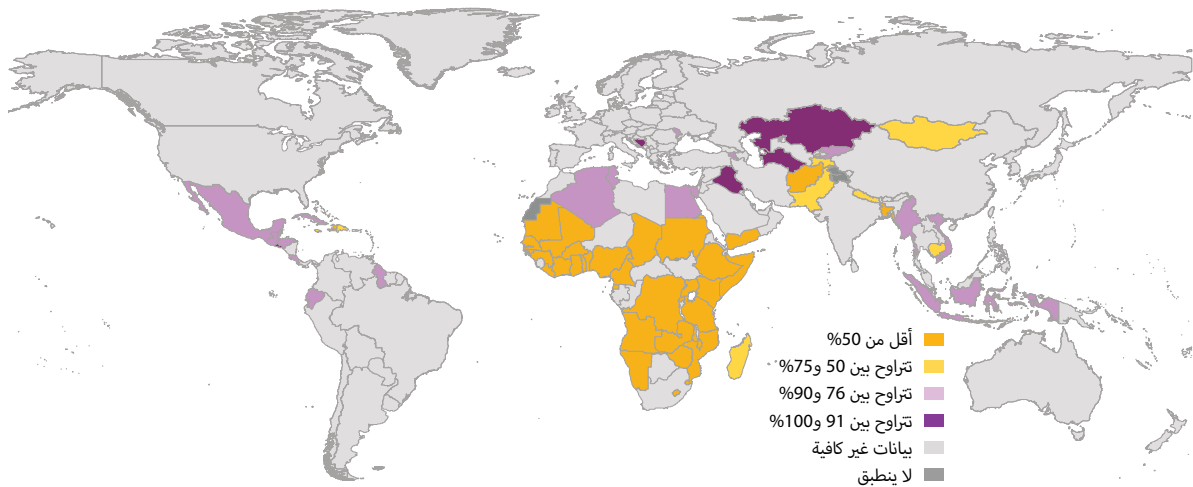 أقل من 50%
تتراوح بين 50 و75%
تتراوح بين 76 و90%
تتراوح بين 91 و100%
بيانات غير كافية
لا ينطبق